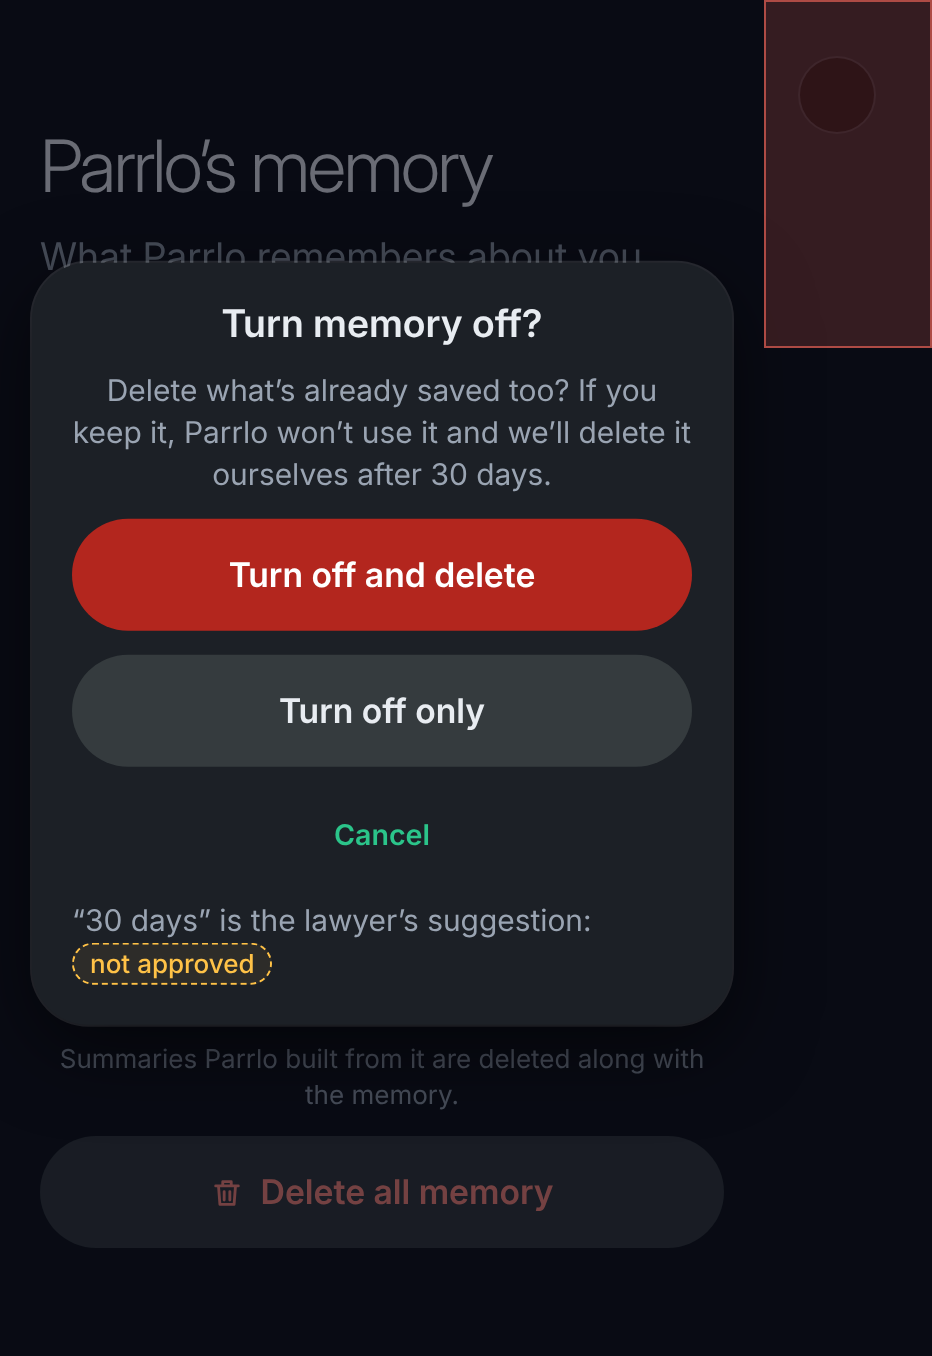 Parrlo’s memory
What Parrlo remembers about you
Turn memory off?
Delete what’s already saved too? If you
keep it, Parrlo won’t use it and we’ll delete it
ourselves after 30 days.
Turn off and delete
Turn off only
Cancel
“30 days” is the lawyer’s suggestion:
not approved
Summaries Parrlo built from it are deleted along with
the memory.
Delete all memory